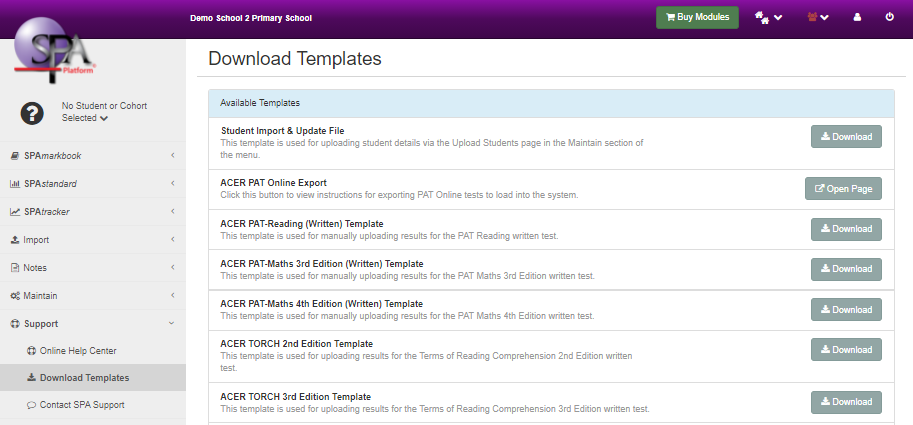 Demo School 2 Primary School
Buy Modules
SPA
Platform
Download Templates
?
No Student or Cohort
Selected
SPAmarkbook
SPAstandard
SPAtracker
Import
Notes
Maintain
Support
Online Help Center
Download Templates
Contact SPA Support
Available Templates
Student Import & Update File
This template is used for uploading student details via the Upload Students page in the Maintain section of
the menu.
Download
ACER PAT Online Export
Click this button to view instructions for exporting PAT Online tests to load into the system.
Open Page
ACER PAT-Reading (Written) Template
This template is used for manually uploading results for the PAT Reading written test.
Download
ACER PAT-Maths 3rd Edition (Written) Template
This template is used for manually uploading results for the PAT Maths 3rd Edition written test.
Download
ACER PAT-Maths 4th Edition (Written) Template
This template is used for manually uploading results for the PAT Maths 4th Edition written test.
Download
ACER TORCH 2nd Edition Template
This template is used for uploading results for the Terms of Reading Comprehension 2nd Edition written
test.
Download
ACER TORCH 3rd Edition Template
This template is used for uploading results for the Terms of Reading Comprehension 3rd Edition written test.
Download